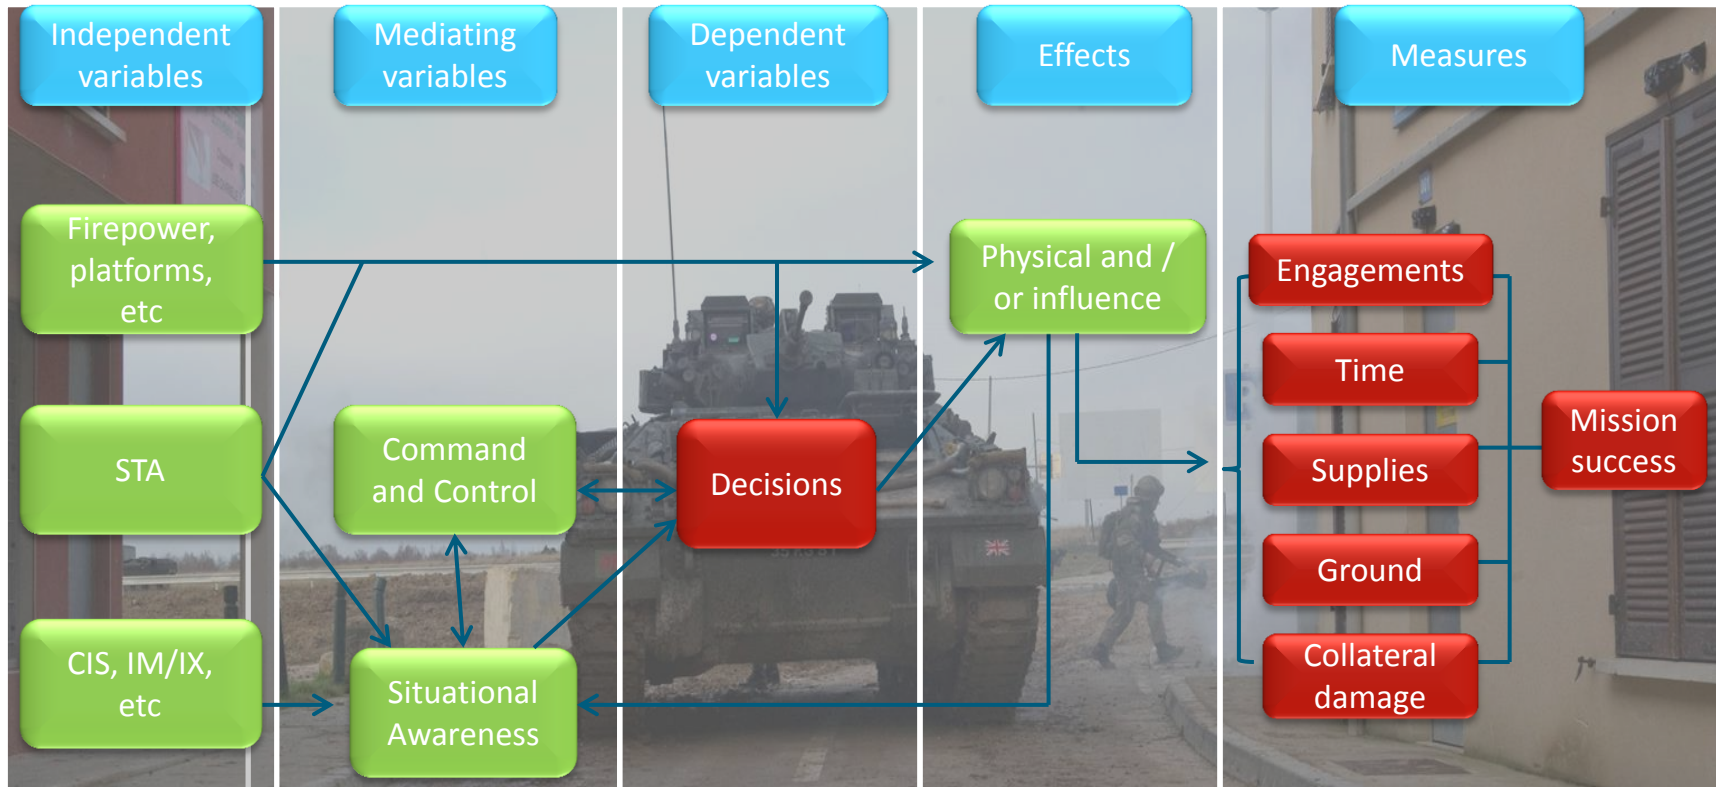 Independent
variables
Mediating
variables
Dependent
variables
Effects
Measures
Firepower,
platforms,
etc
STA
CIS, IM/IX,
etc
Command
and Control
Situational
Awareness
Decisions
Physical and /
or influence
Engagements
Time
Supplies
Ground
Collateral
damage
Mission
success